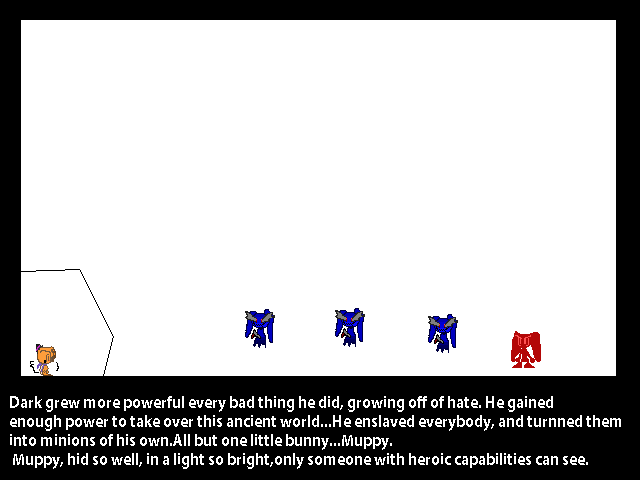 Dark grew more powerful every bad thing he did, growing off of hate. He gained
enough power to take over this ancient world...He enslaved everybody, and turnned them
into minions of his own.All but one little bunny...Muppy.
Muppy, hid so well, in a light so bright,only someone with heroic capabilities can see.